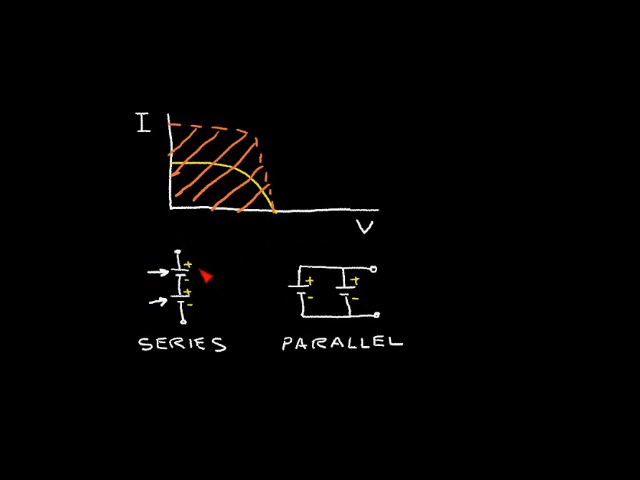 I
V
+
-
+
-
+
-
+
-
SERIES
PARALLEL